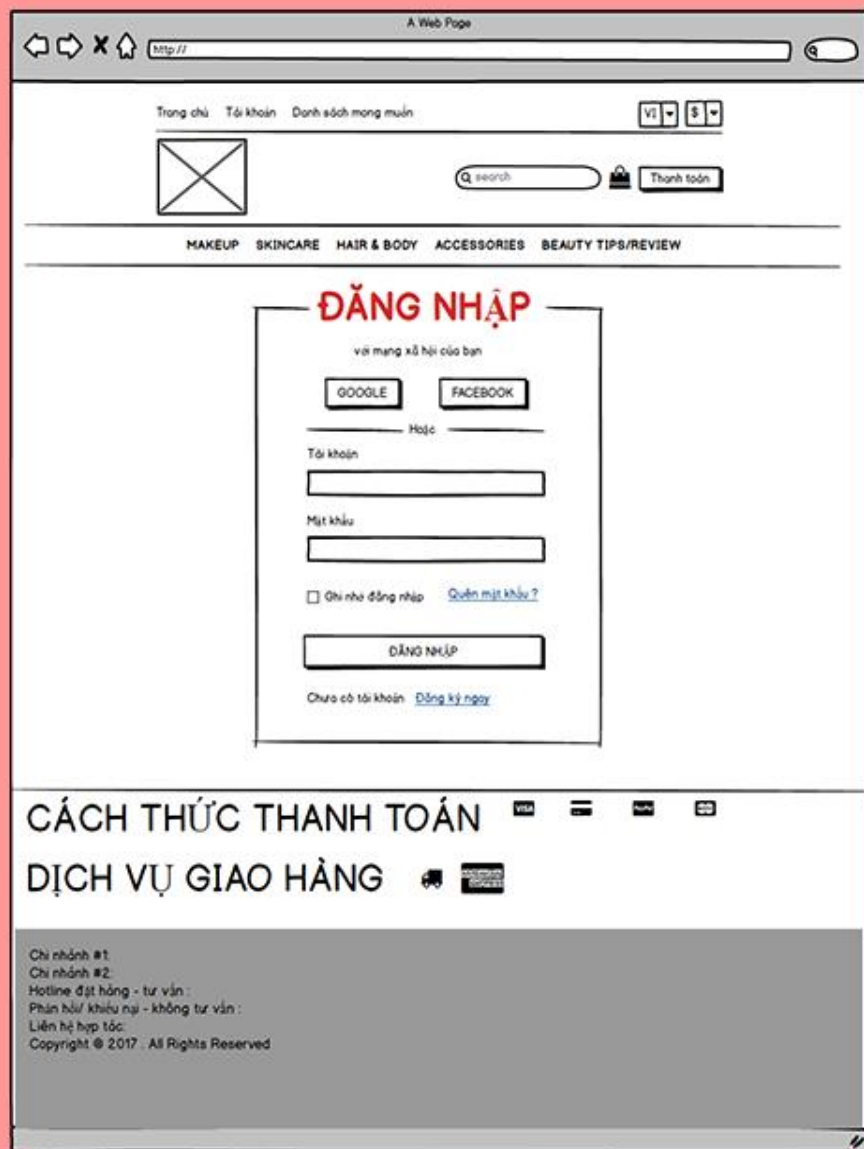 A Web Page
http://
Trang chủ Tài khoản Danh sách mong muốn VI $
search Thanh toán
MAKEUP SKINCARE HAIR & BODY ACCESSORIES BEAUTY TIPS/REVIEW
ĐĂNG NHẬP
với mạng xã hội của bạn
GOOGLE FACEBOOK
Hoặc
Tài khoản
Mật khẩu
Ghi nhớ đăng nhập Quên mật khẩu ?
ĐĂNG NHẬP
Chưa có tài khoản Đăng ký ngay
CÁCH THỨC THANH TOÁN VISA PayPal
DỊCH VỤ GIAO HÀNG AMERICAN EXPRESS
Chi nhánh #1:
Chi nhánh #2:
Hotline đặt hàng - tư vấn :
Phản hồi/ khiếu nại - không tư vấn :
Liên hệ hợp tác:
Copyright © 2017 . All Rights Reserved